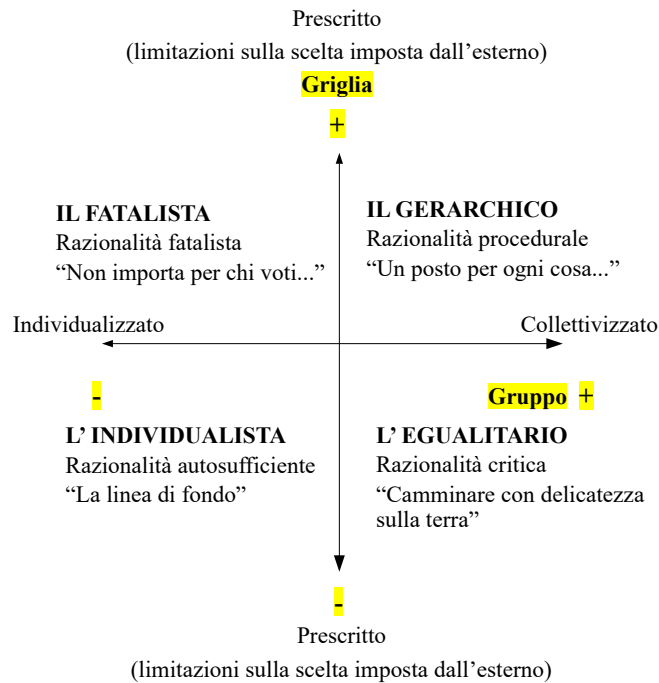 Prescritto
(limitazioni sulla scelta imposta dall’esterno)
Griglia
+
IL FATALISTA
Razionalità fatalista
“Non importa per chi voti...”
IL GERARCHICO
Razionalità procedurale
“Un posto per ogni cosa...”
Individualizzato
Collettivizzato
-
Gruppo +
L’ INDIVIDUALISTA
Razionalità autosufficiente
“La linea di fondo”
L’ EGUALITARIO
Razionalità critica
“Camminare con delicatezza
sulla terra”
-
Prescritto
(limitazioni sulla scelta imposta dall’esterno)